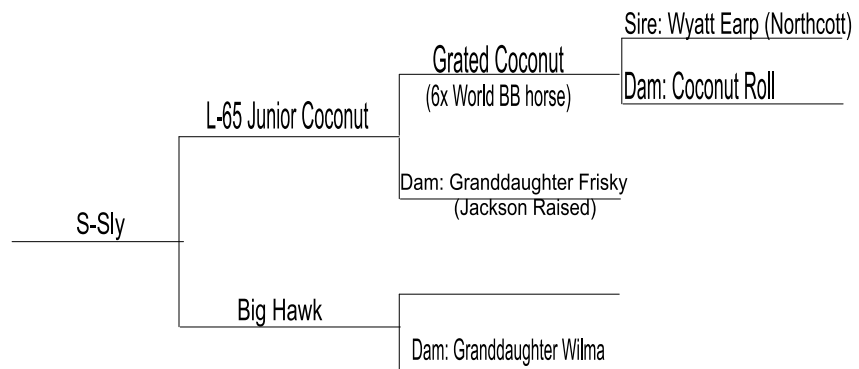 Sire: Wyatt Earp (Northcott)
Grated Coconut
(6x World BB horse)
Dam: Coconut Roll
L-65 Junior Coconut
Dam: Granddaughter Frisky
(Jackson Raised)
S-Sly
Big Hawk
Dam: Granddaughter Wilma